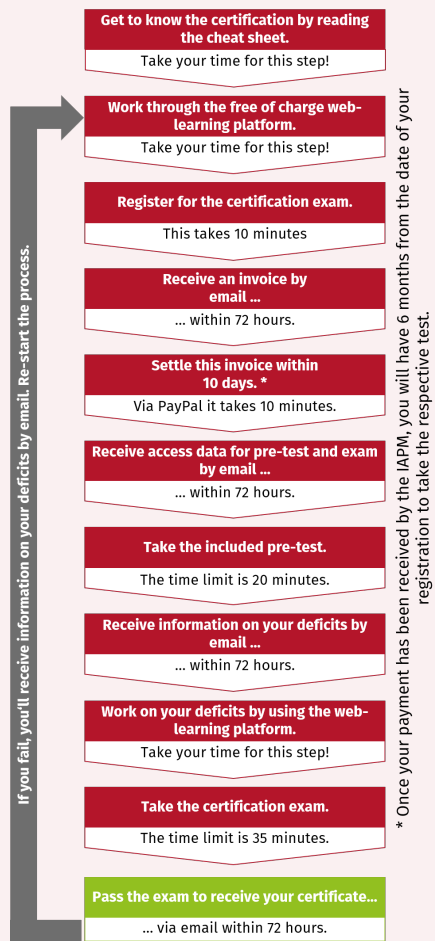 Get to know the certification by reading
the cheat sheet.
Take your time for this step!
Work through the free of charge web-
learning platform.
Take your time for this step!
Register for the certification exam.
This takes 10 minutes
Receive an invoice by
email ...
... within 72 hours.
Settle this invoice within
10 days. *
Via PayPal it takes 10 minutes.
Receive access data for pre-test and exam
by email ...
... within 72 hours.
Take the included pre-test.
The time limit is 20 minutes.
Receive information on your deficits by
email ...
... within 72 hours.
Work on your deficits by using the web-
learning platform.
Take your time for this step!
Take the certification exam.
The time limit is 35 minutes.
Pass the exam to receive your certificate...
... via email within 72 hours.
If you fail, you'll receive information on your deficits by email. Re-start the process.
* Once your payment has been received by the IAPM, you will have 6 months from the date of your
registration to take the respective test.